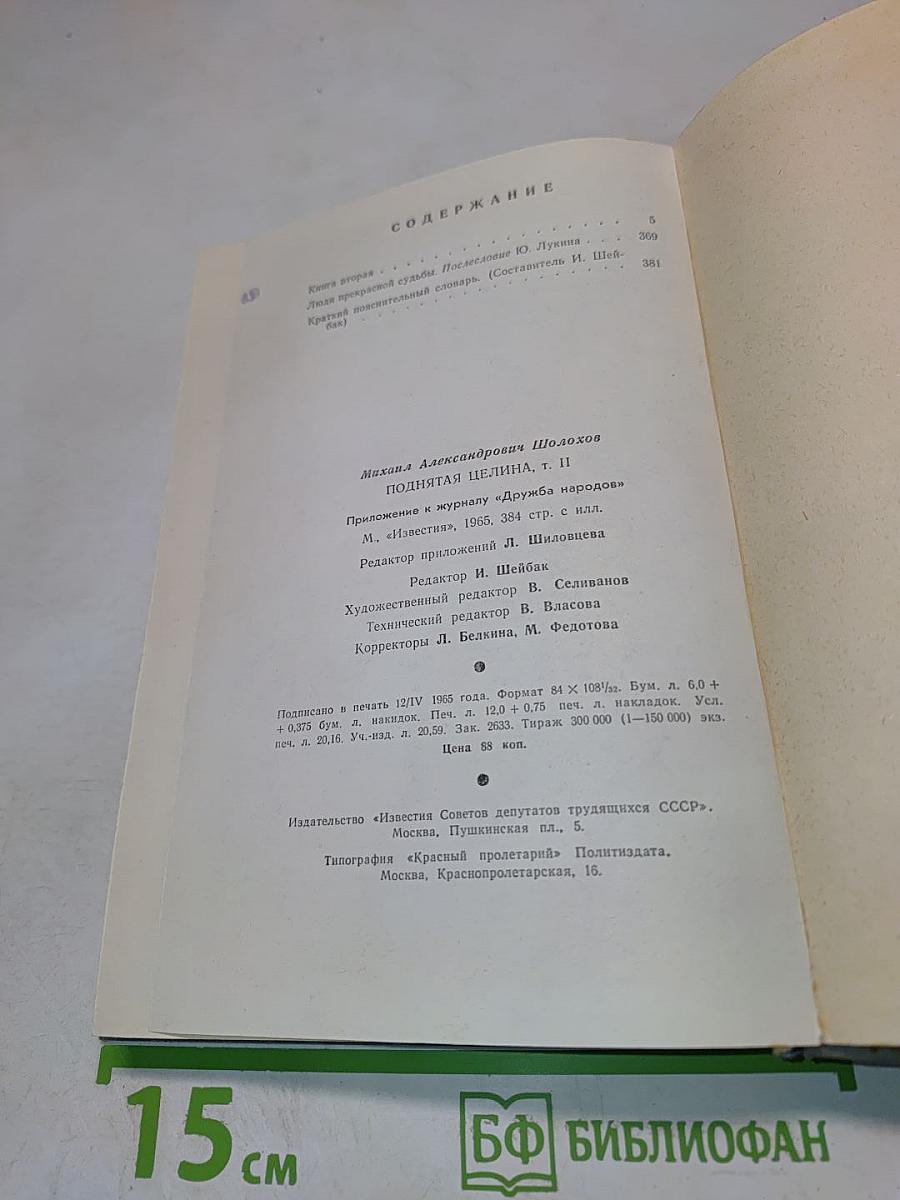 СОДЕРЖАНИЕ
Книга вторая . . . . . . . . . . . . . . . . 5
Люди прекрасной судьбы. Послесловие Ю. Лукина . . . 369
Краткий пояснительный словарь. (Составитель И. Шей-
бак) . . . . . . . . . . . . . . . . 381
Михаил Александрович Шолохов
ПОДНЯТАЯ ЦЕЛИНА, т. II
Приложение к журналу «Дружба народов»
М., «Известия», 1965, 384 стр. с илл.
Редактор приложений Л. Шиловцева
Редактор И. Шейбак
Художественный редактор В. Селиванов
Технический редактор В. Власова
Корректоры Л. Белкина, М. Федотова
Подписано в печать 12/IV 1965 года. Формат 84 × 108¹/₃₂. Бум. л. 6,0 +
+ 0,375 бум. л. накидок. Печ. л. 12,0 + 0,75 печ. л. накладок. Усл.
печ. л. 20,16. Уч.-изд. л. 20,59. Зак. 2633. Тираж 300 000 (1—150 000) экз.
Цена 88 коп.
Издательство «Известия Советов депутатов трудящихся СССР».
Москва, Пушкинская пл., 5.
Типография «Красный пролетарий» Политиздата.
Москва, Краснопролетарская, 16.
15 см
БФ БИБЛИОФАН